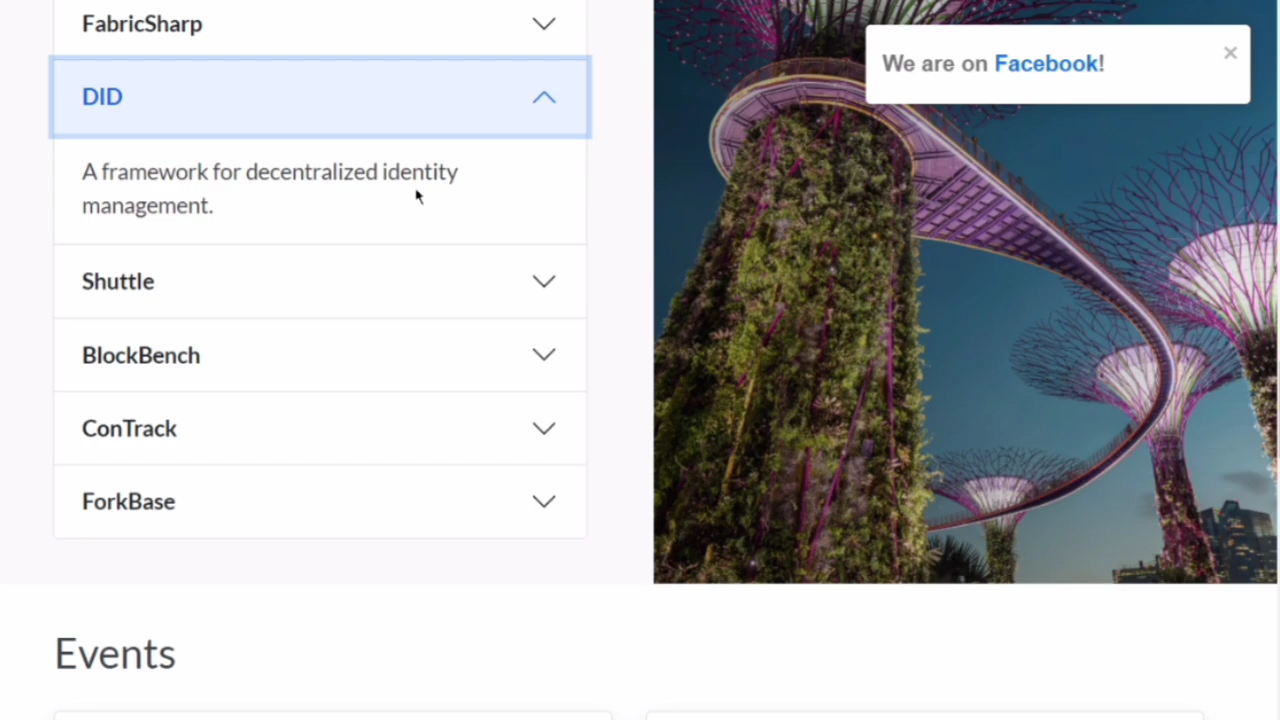 FabricSharp
DID
A framework for decentralized identity
management.
Shuttle
BlockBench
ConTrack
ForkBase
We are on Facebook!
×
Events